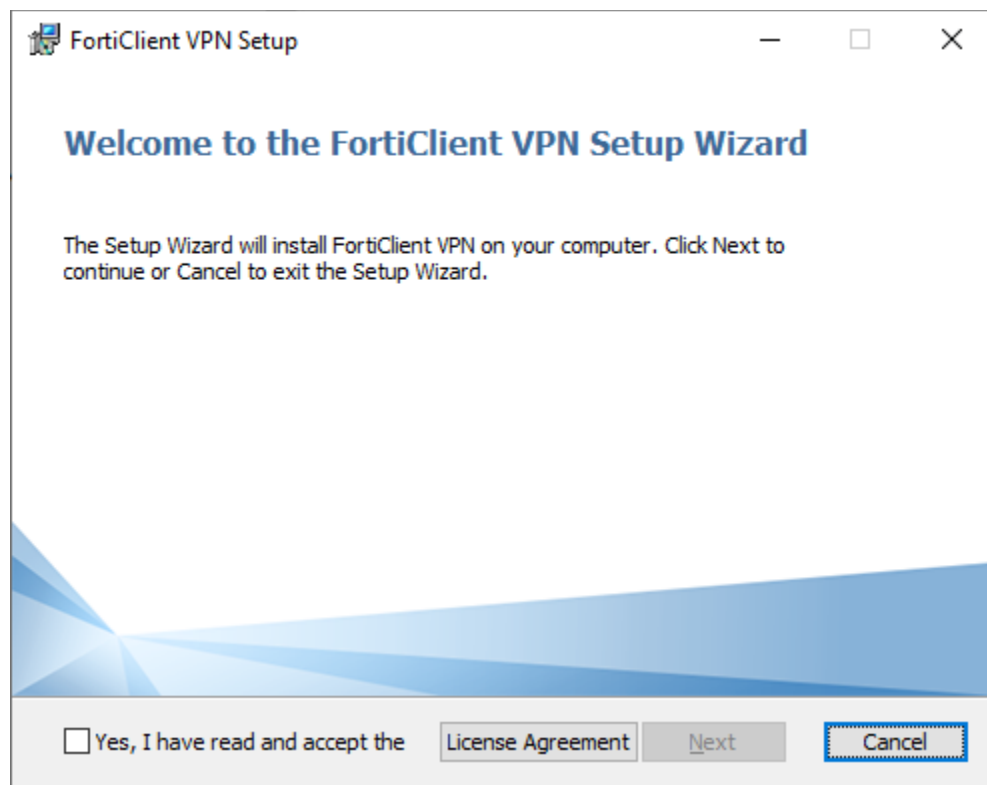 FortiClient VPN Setup
Welcome to the FortiClient VPN Setup Wizard
The Setup Wizard will install FortiClient VPN on your computer. Click Next to
continue or Cancel to exit the Setup Wizard.
Yes, I have read and accept the License Agreement Next Cancel